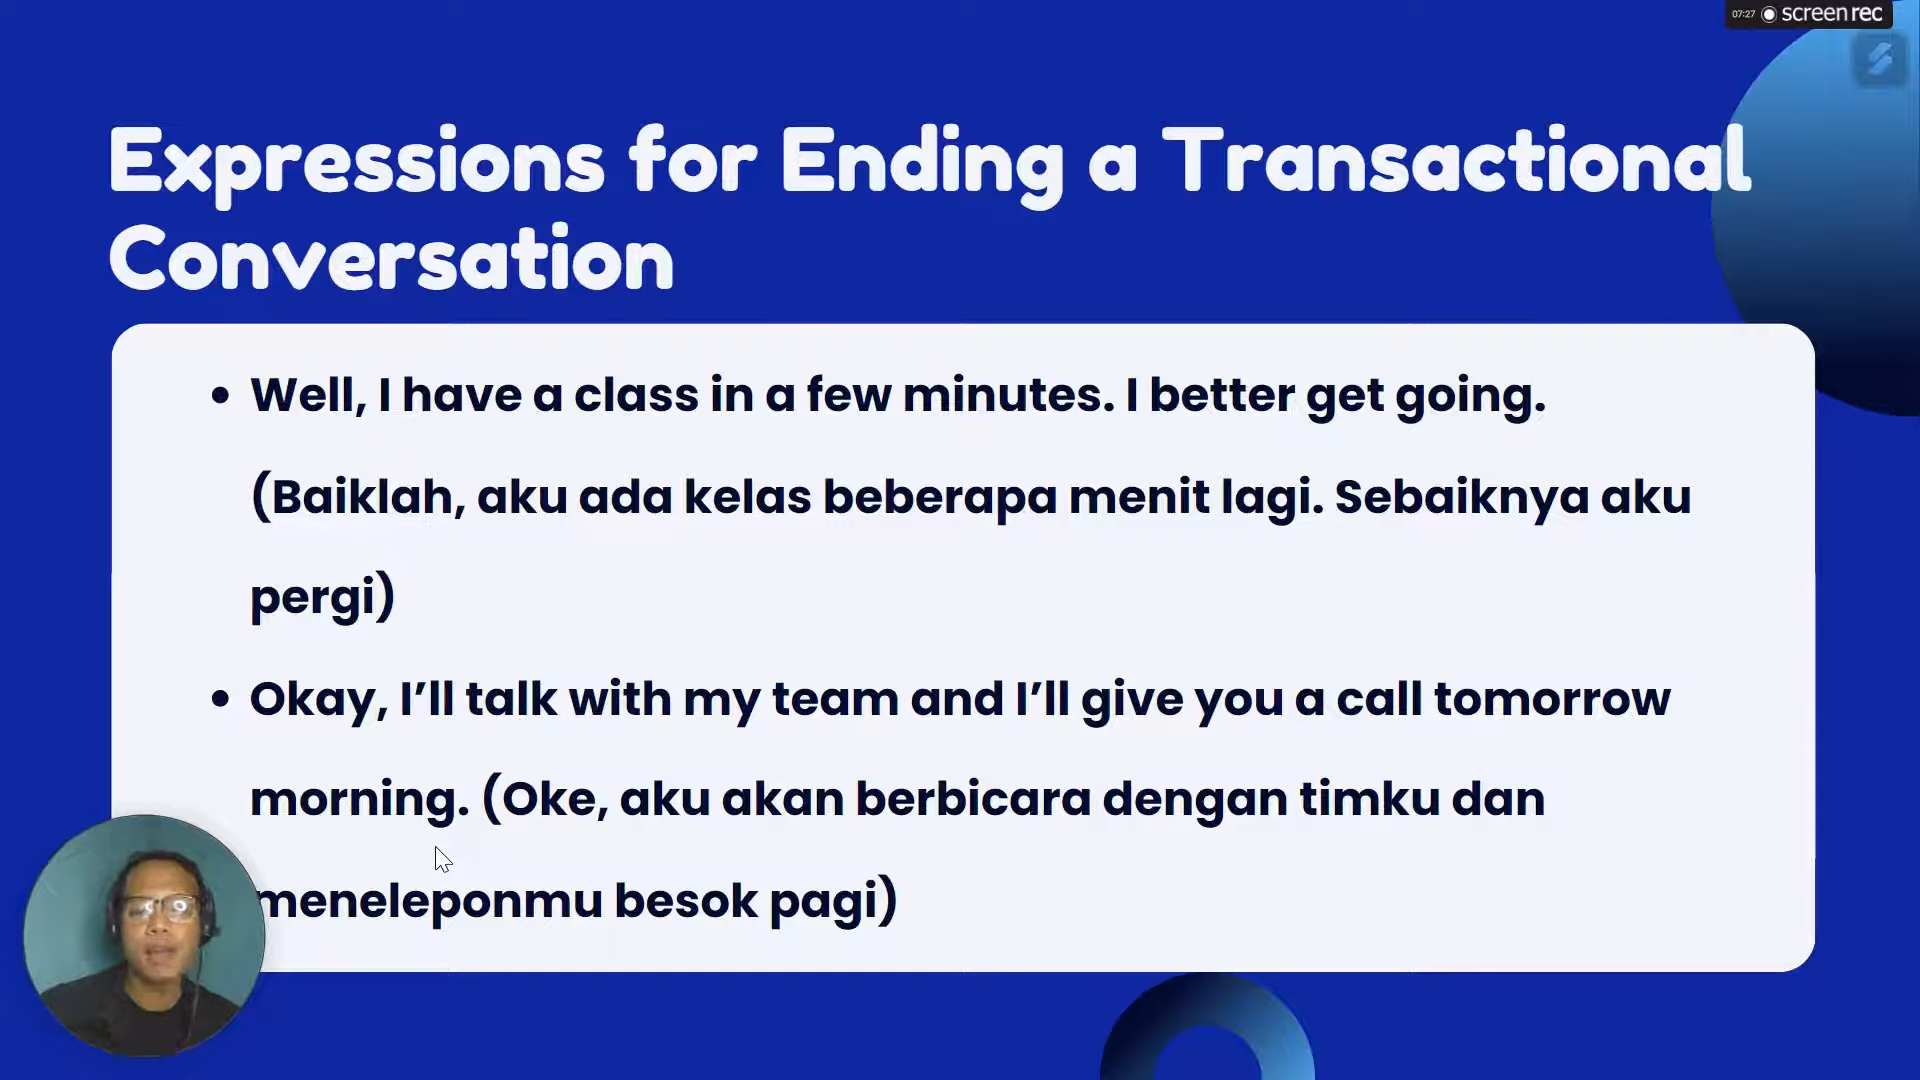 07:27 screenrec
Expressions for Ending a Transactional
Conversation
• Well, I have a class in a few minutes. I better get going.
(Baiklah, aku ada kelas beberapa menit lagi. Sebaiknya aku
pergi)
• Okay, I’ll talk with my team and I’ll give you a call tomorrow
morning. (Oke, aku akan berbicara dengan timku dan
meneleponmu besok pagi)